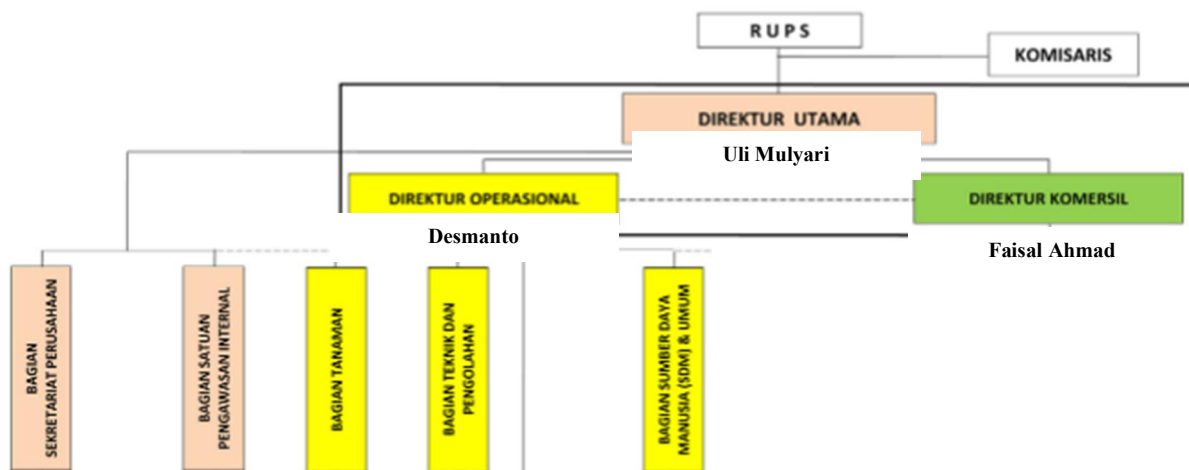 R U P S
KOMISARIS
DIREKTUR UTAMA
Uli Mulyari
DIREKTUR OPERASIONAL
DIREKTUR KOMERSIL
Desmanto
Faisal Ahmad
BAGIAN
SEKRETARIAT PERUSAHAAN
BAGIAN SATUAN
PENGAWASAN INTERNAL
BAGIAN TANAMAN
BAGIAN TEKNIK DAN
PENGOLAHAN
BAGIAN SUMBER DAYA
MANUSIA (SDM) & UMUM